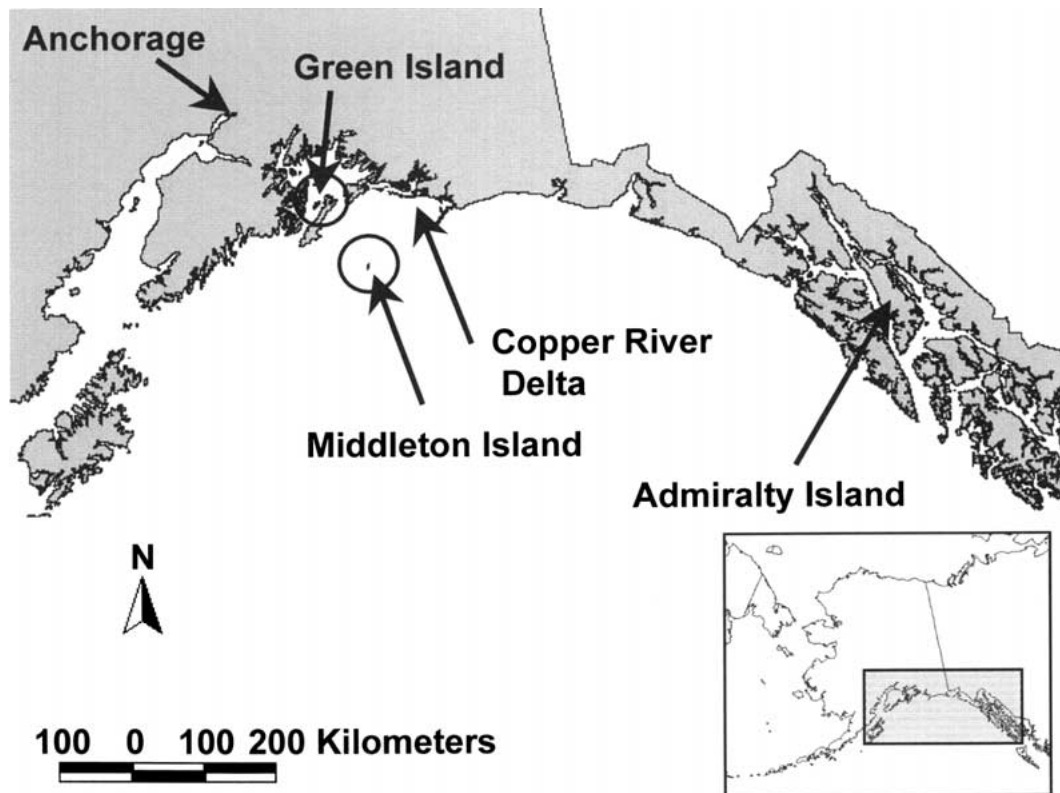 Anchorage
Green Island
Copper River
Delta
Middleton Island
Admiralty Island
N
100 0 100 200 Kilometers